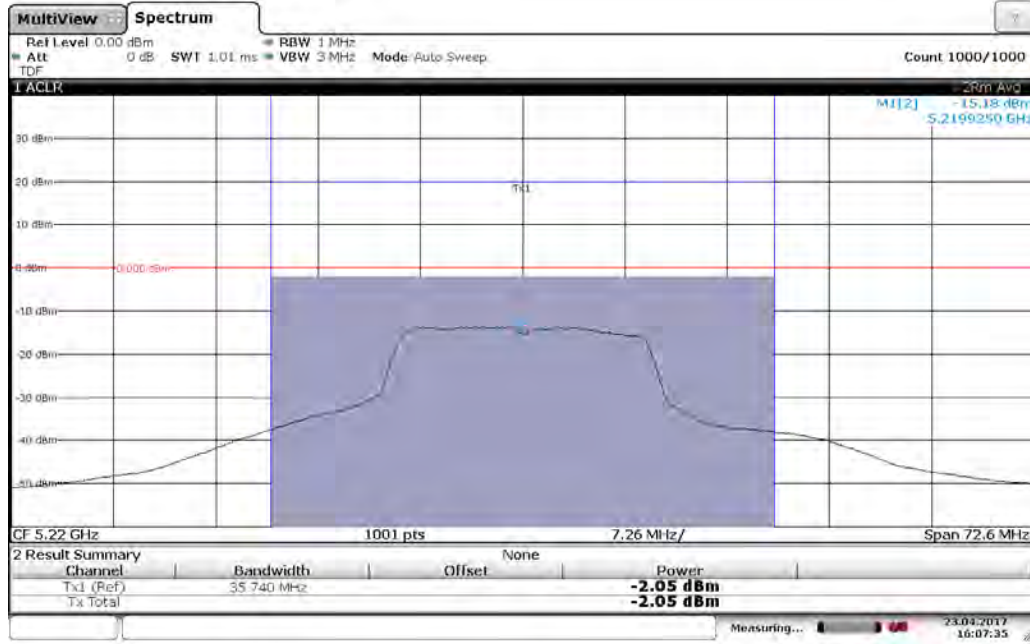 MultiView Spectrum
Ref Level 0.00 dBm RBW 1 MHz
Att 0 dB SWT 1.01 ms VBW 3 MHz Mode Auto Sweep Count 1000/1000
TDF
1 ACLR 2Rm Avg
M1[2] -15.18 dBm
5.2199250 GHz
30 dBm
20 dBm
Tx1
10 dBm
0 dBm 0.000 dBm
-10 dBm
-20 dBm
-30 dBm
-40 dBm
-50 dBm
CF 5.22 GHz 1001 pts 7.26 MHz/ Span 72.6 MHz
2 Result Summary None
Channel Bandwidth Offset Power
Tx1 (Ref) 35.740 MHz -2.05 dBm
Tx Total -2.05 dBm
Measuring... 23.04.2017
16:07:35